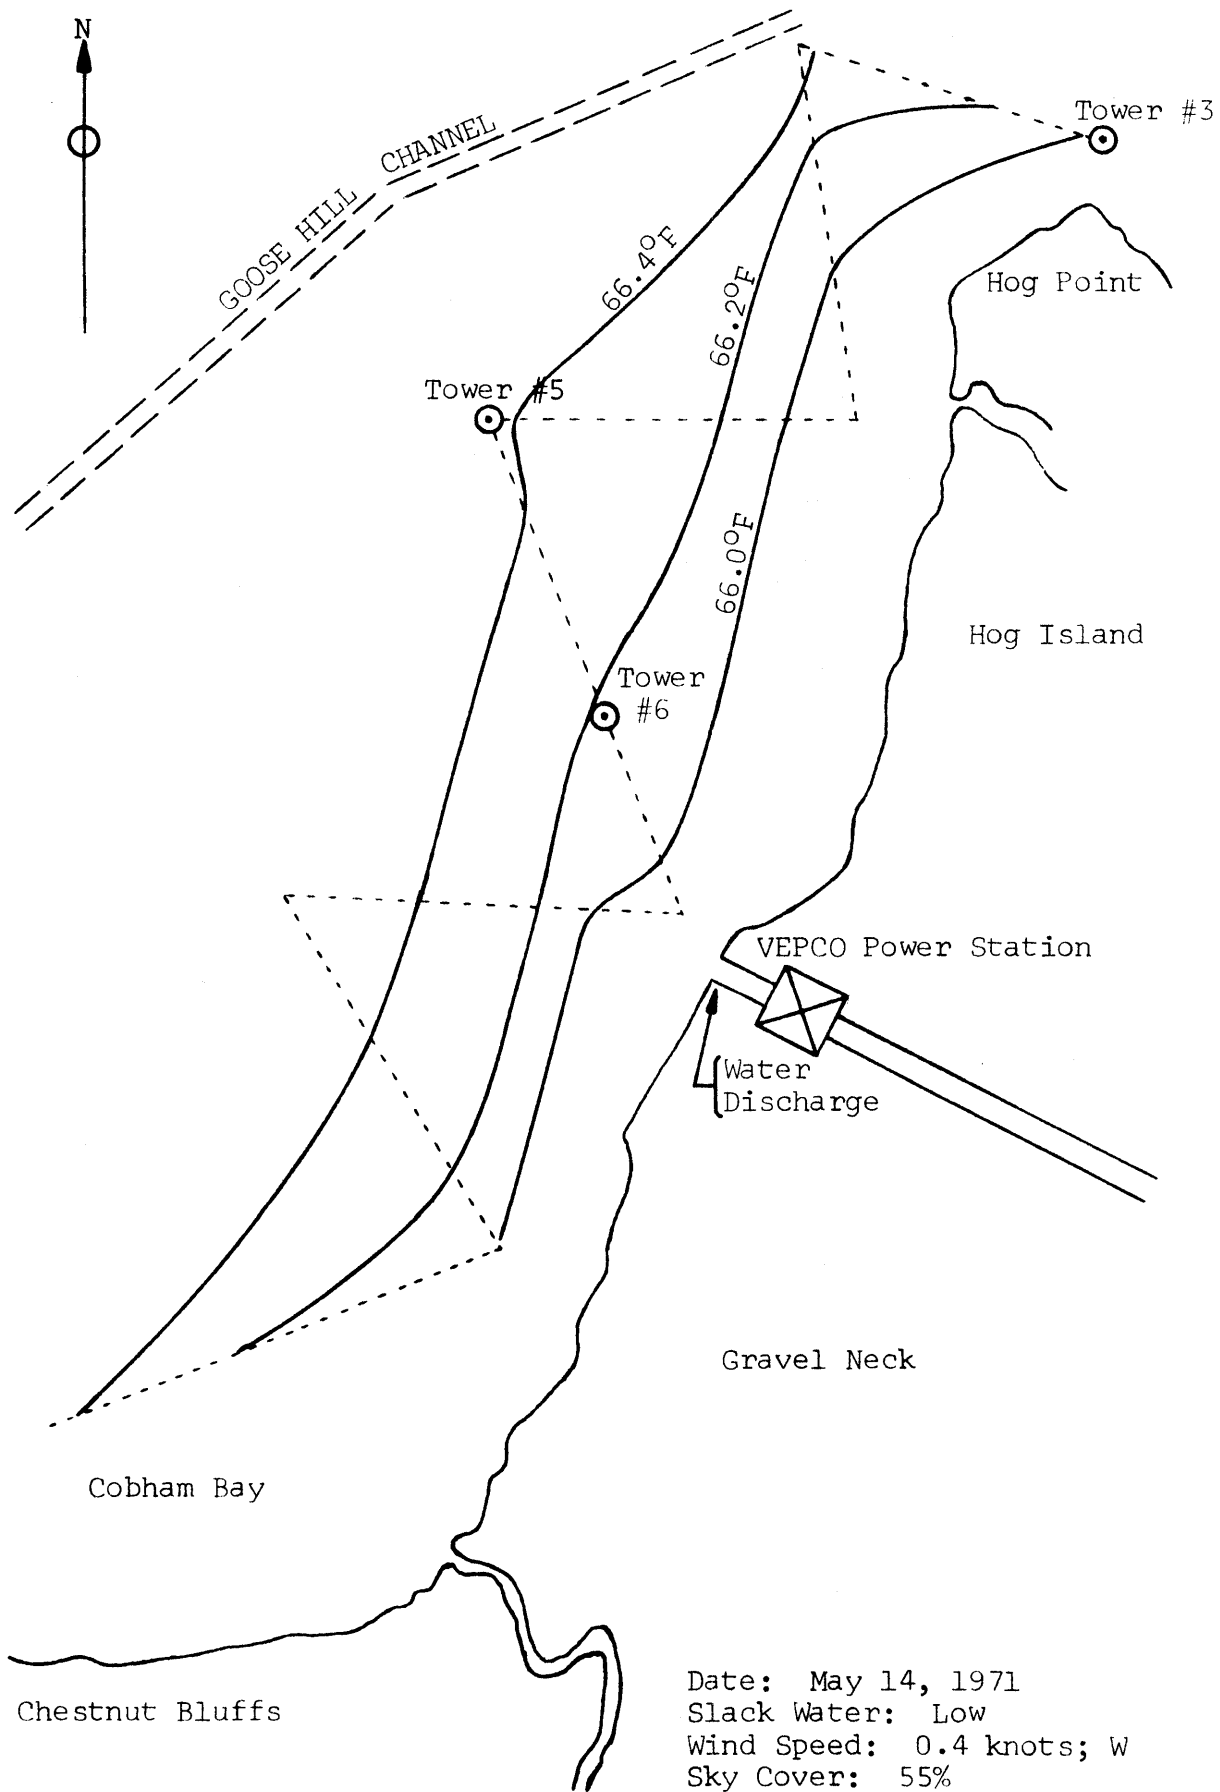 N
GOOSE HILL CHANNEL
Tower #3
Hog Point
66.4°F
66.2°F
Tower #5
66.0°F
Hog Island
Tower
#6
VEPCO Power Station
Water
Discharge
Gravel Neck
Cobham Bay
Chestnut Bluffs
Date: May 14, 1971
Slack Water: Low
Wind Speed: 0.4 knots; W
Sky Cover: 55%